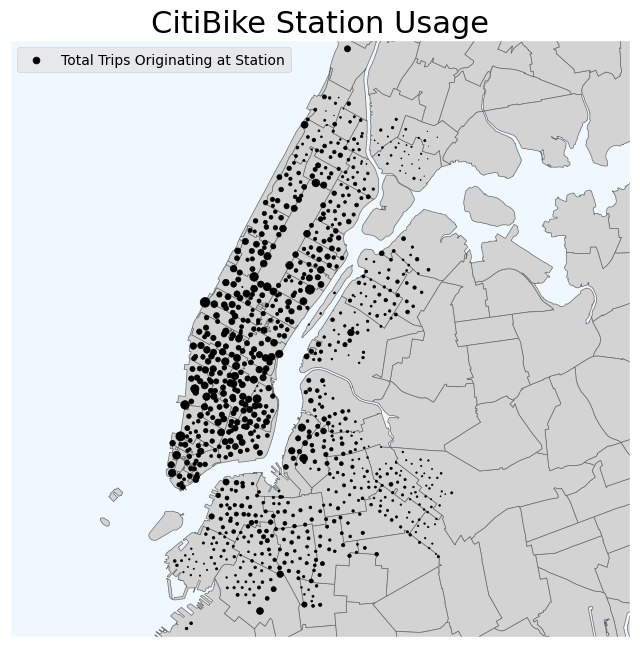 CitiBike Station Usage
Total Trips Originating at Station